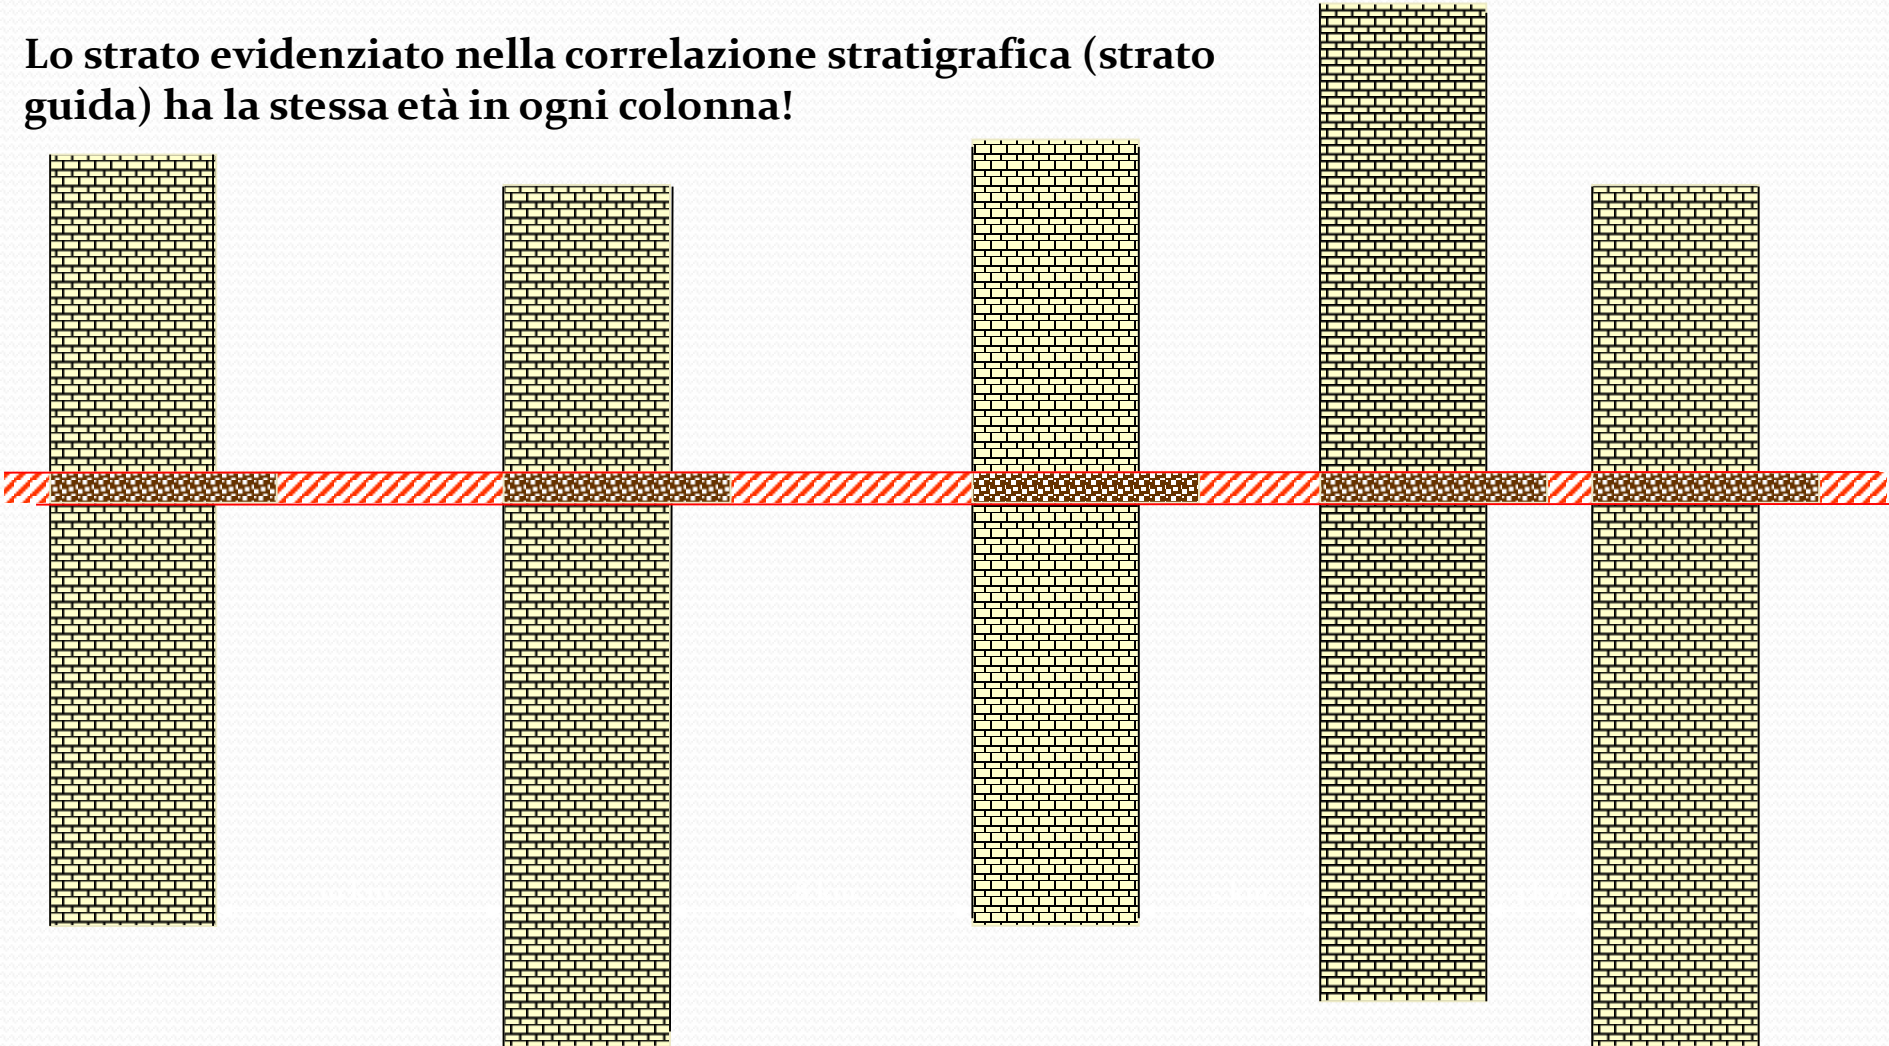 Lo strato evidenziato nella correlazione stratigrafica (strato
guida) ha la stessa età in ogni colonna!